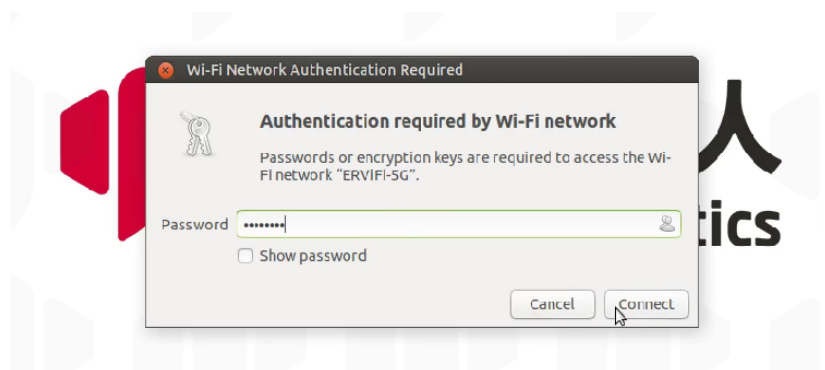 Wi-Fi Network Authentication Required
Authentication required by Wi-Fi network
Passwords or encryption keys are required to access the Wi-
Fi network “ERVIFI-5G”.
人
Password ••••••••
tics
Show password
Cancel Connect